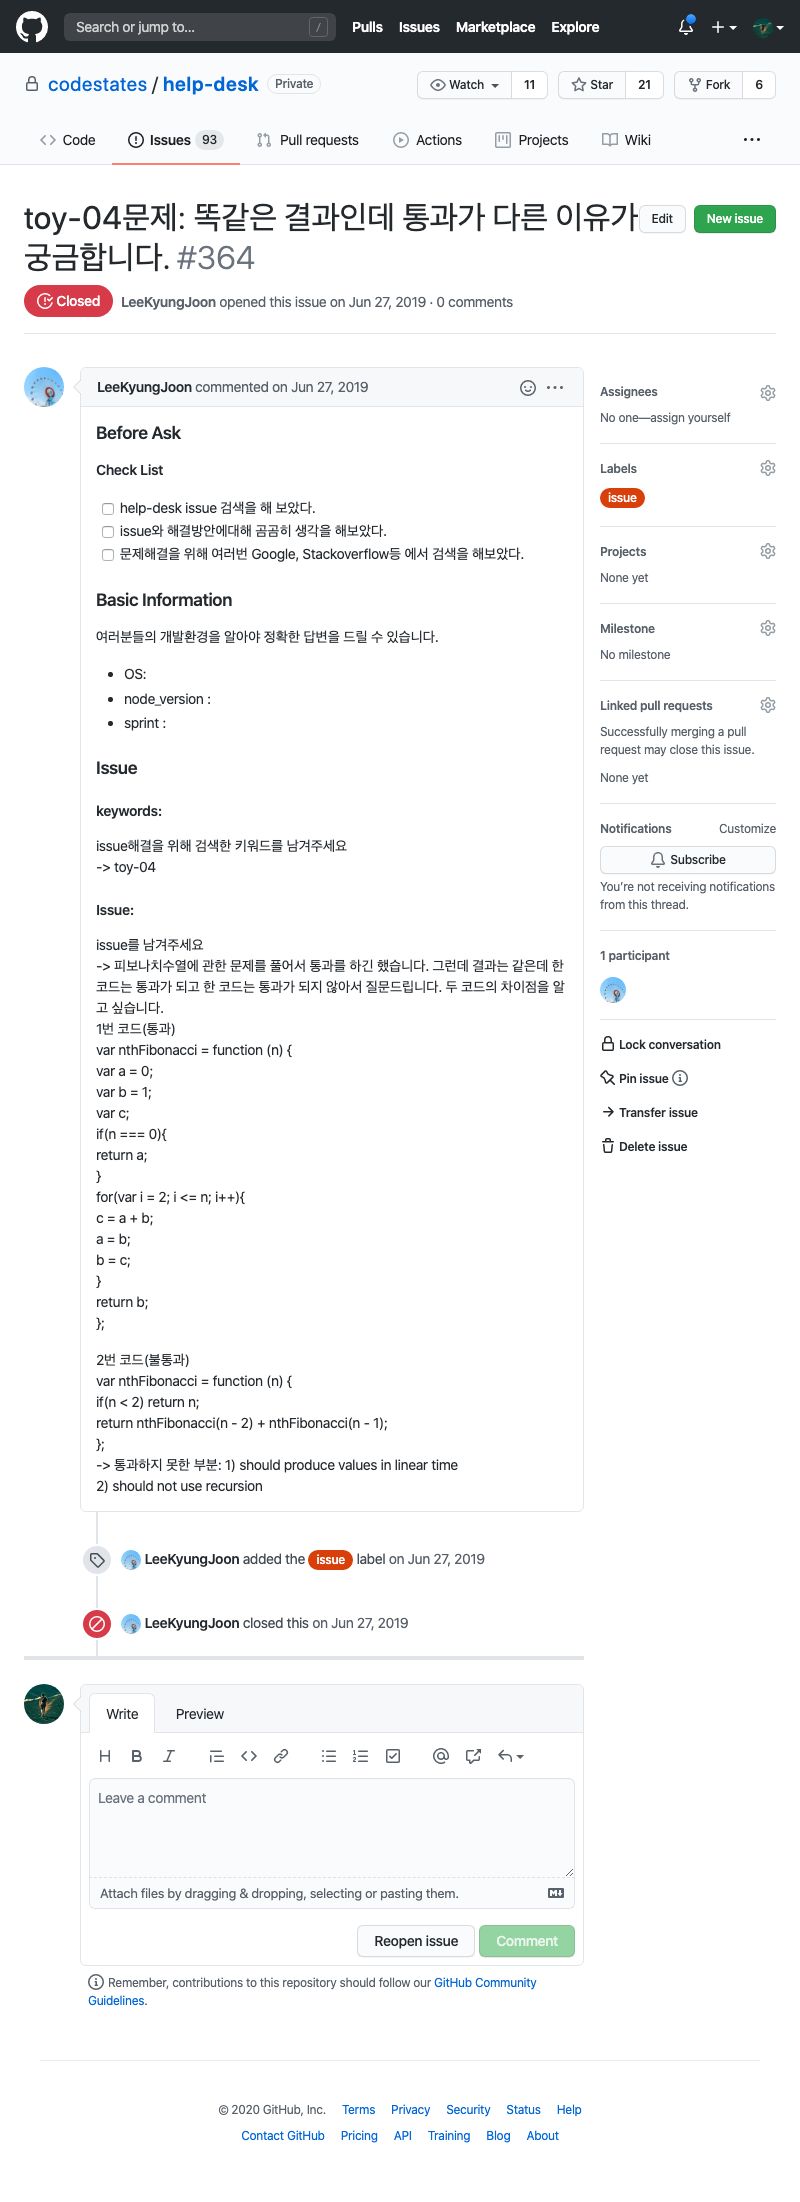 Search or jump to... /
Pulls Issues Marketplace Explore
codestates / help-desk Private
Watch 11 Star 21 Fork 6
Code Issues 93 Pull requests Actions Projects Wiki
toy-04문제: 똑같은 결과인데 통과가 다른 이유가
궁금합니다. #364
Edit New issue
Closed LeeKyungJoon opened this issue on Jun 27, 2019 · 0 comments
LeeKyungJoon commented on Jun 27, 2019
Before Ask
Check List
help-desk issue 검색을 해 보았다.
issue와 해결방안에대해 곰곰히 생각을 해보았다.
문제해결을 위해 여러번 Google, Stackoverflow등 에서 검색을 해보았다.
Basic Information
여러분들의 개발환경을 알아야 정확한 답변을 드릴 수 있습니다.
OS:
node_version :
sprint :
Issue
keywords:
issue해결을 위해 검색한 키워드를 남겨주세요
-> toy-04
Issue:
issue를 남겨주세요
-> 피보나치수열에 관한 문제를 풀어서 통과를 하긴 했습니다. 그런데 결과는 같은데 한
코드는 통과가 되고 한 코드는 통과가 되지 않아서 질문드립니다. 두 코드의 차이점을 알
고 싶습니다.
1번 코드(통과)
var nthFibonacci = function (n) {
var a = 0;
var b = 1;
var c;
if(n === 0){
return a;
}
for(var i = 2; i <= n; i++){
c = a + b;
a = b;
b = c;
}
return b;
};
2번 코드(불통과)
var nthFibonacci = function (n) {
if(n < 2) return n;
return nthFibonacci(n - 2) + nthFibonacci(n - 1);
};
-> 통과하지 못한 부분: 1) should produce values in linear time
2) should not use recursion
Assignees
No one—assign yourself
Labels
issue
Projects
None yet
Milestone
No milestone
Linked pull requests
Successfully merging a pull
request may close this issue.
None yet
Notifications Customize
Subscribe
You're not receiving notifications
from this thread.
1 participant
Lock conversation
Pin issue
Transfer issue
Delete issue
LeeKyungJoon added the issue label on Jun 27, 2019
LeeKyungJoon closed this on Jun 27, 2019
Write Preview
Leave a comment
Attach files by dragging & dropping, selecting or pasting them.
Reopen issue Comment
Remember, contributions to this repository should follow our GitHub Community
Guidelines.
© 2020 GitHub, Inc. Terms Privacy Security Status Help
Contact GitHub Pricing API Training Blog About